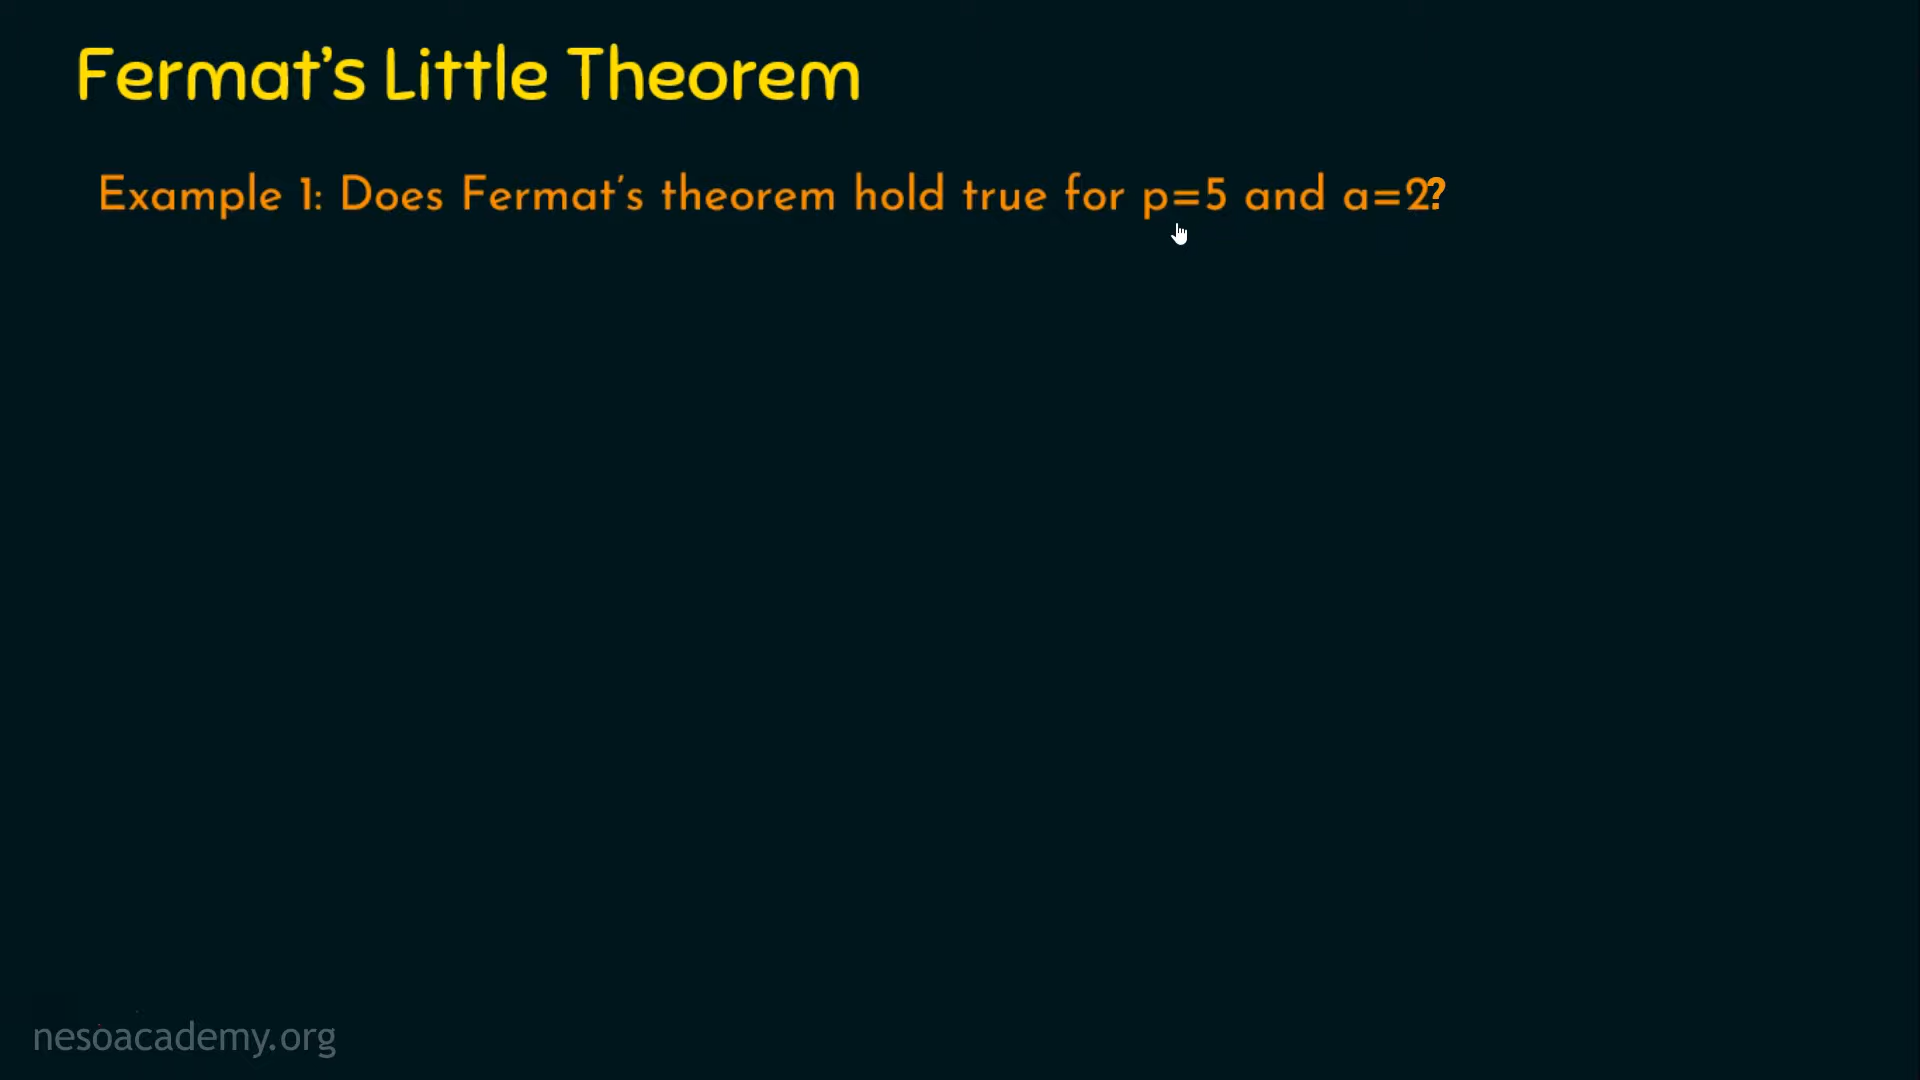 Fermat's Little Theorem
Example 1: Does Fermat's theorem hold true for p=5 and a=2?
nesoacademy.org